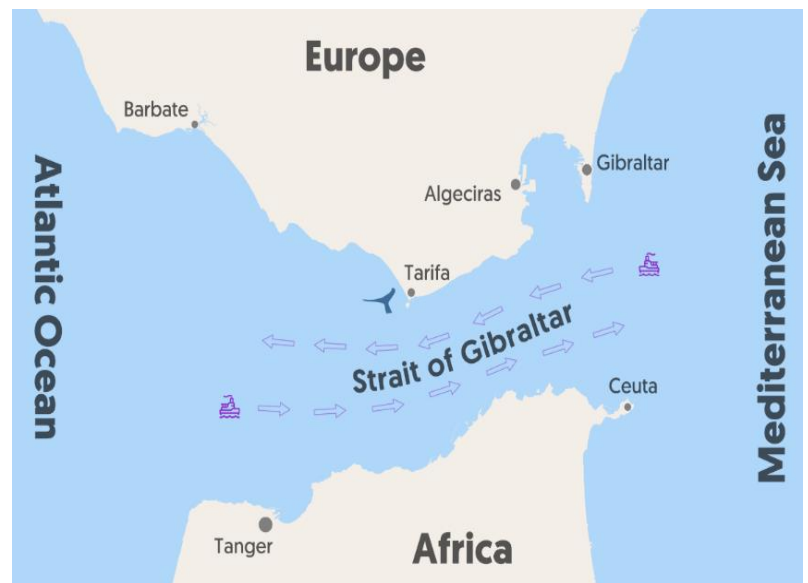 Europe
Barbate
Gibraltar
Algeciras
Atlantic Ocean
Mediterranean Sea
Tarifa
Strait of Gibraltar
Ceuta
Tanger
Africa